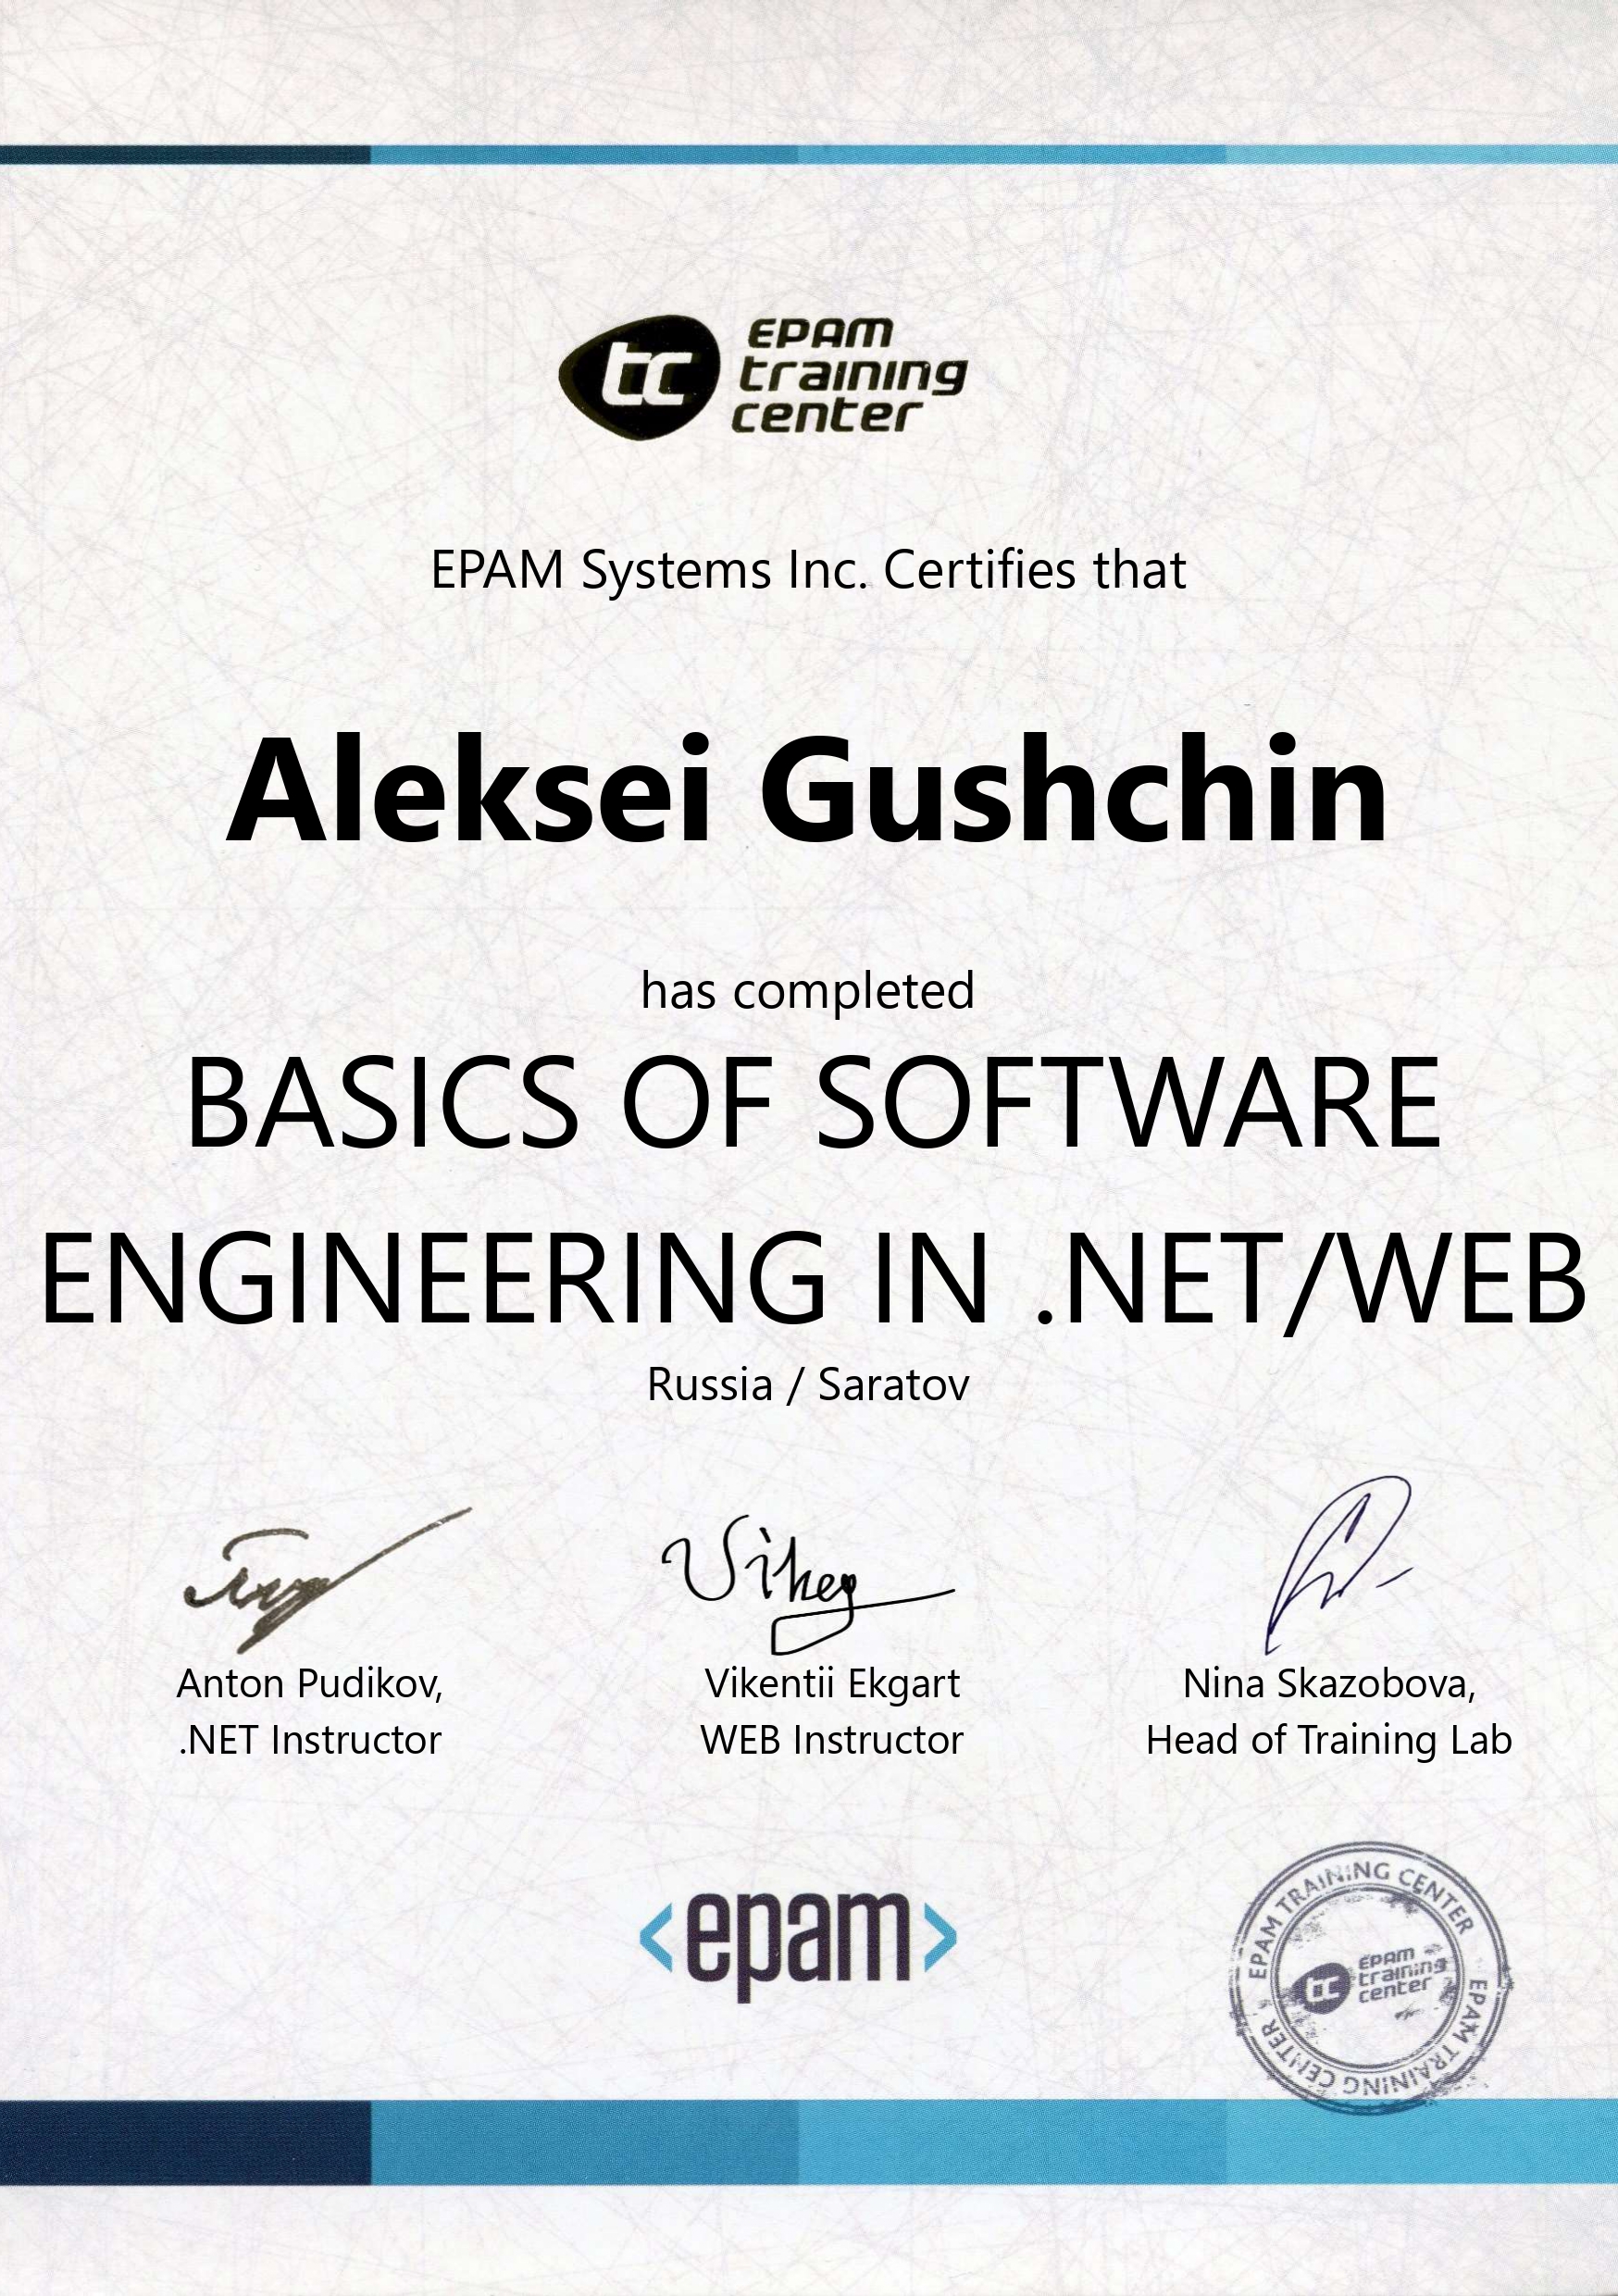 tc
EPAM
training
center
EPAM Systems Inc. Certifies that
Aleksei Gushchin
has completed
BASICS OF SOFTWARE
ENGINEERING IN .NET/WEB
Russia / Saratov
Anton Pudikov,
.NET Instructor
Vikentii Ekgart
WEB Instructor
Nina Skazobova,
Head of Training Lab
<epam>
EPAM TRAINING CENTER
EPAM TRAINING CENTER
tc
EPAM
training
center